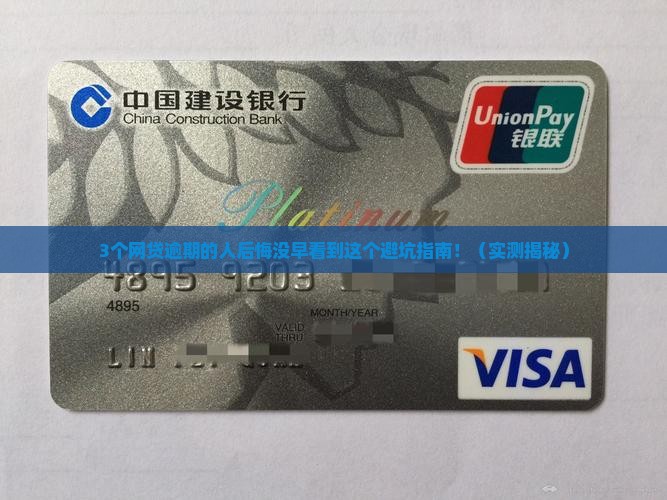 中国建设银行
China Construction Bank
UnionPay
银联
Platinum
3个网贷逾期的人后悔没早看到这个避坑指南!(实测揭秘)
4895 9203
4895
MONTH/YEAR
VALID
THRU
LIN
VISA